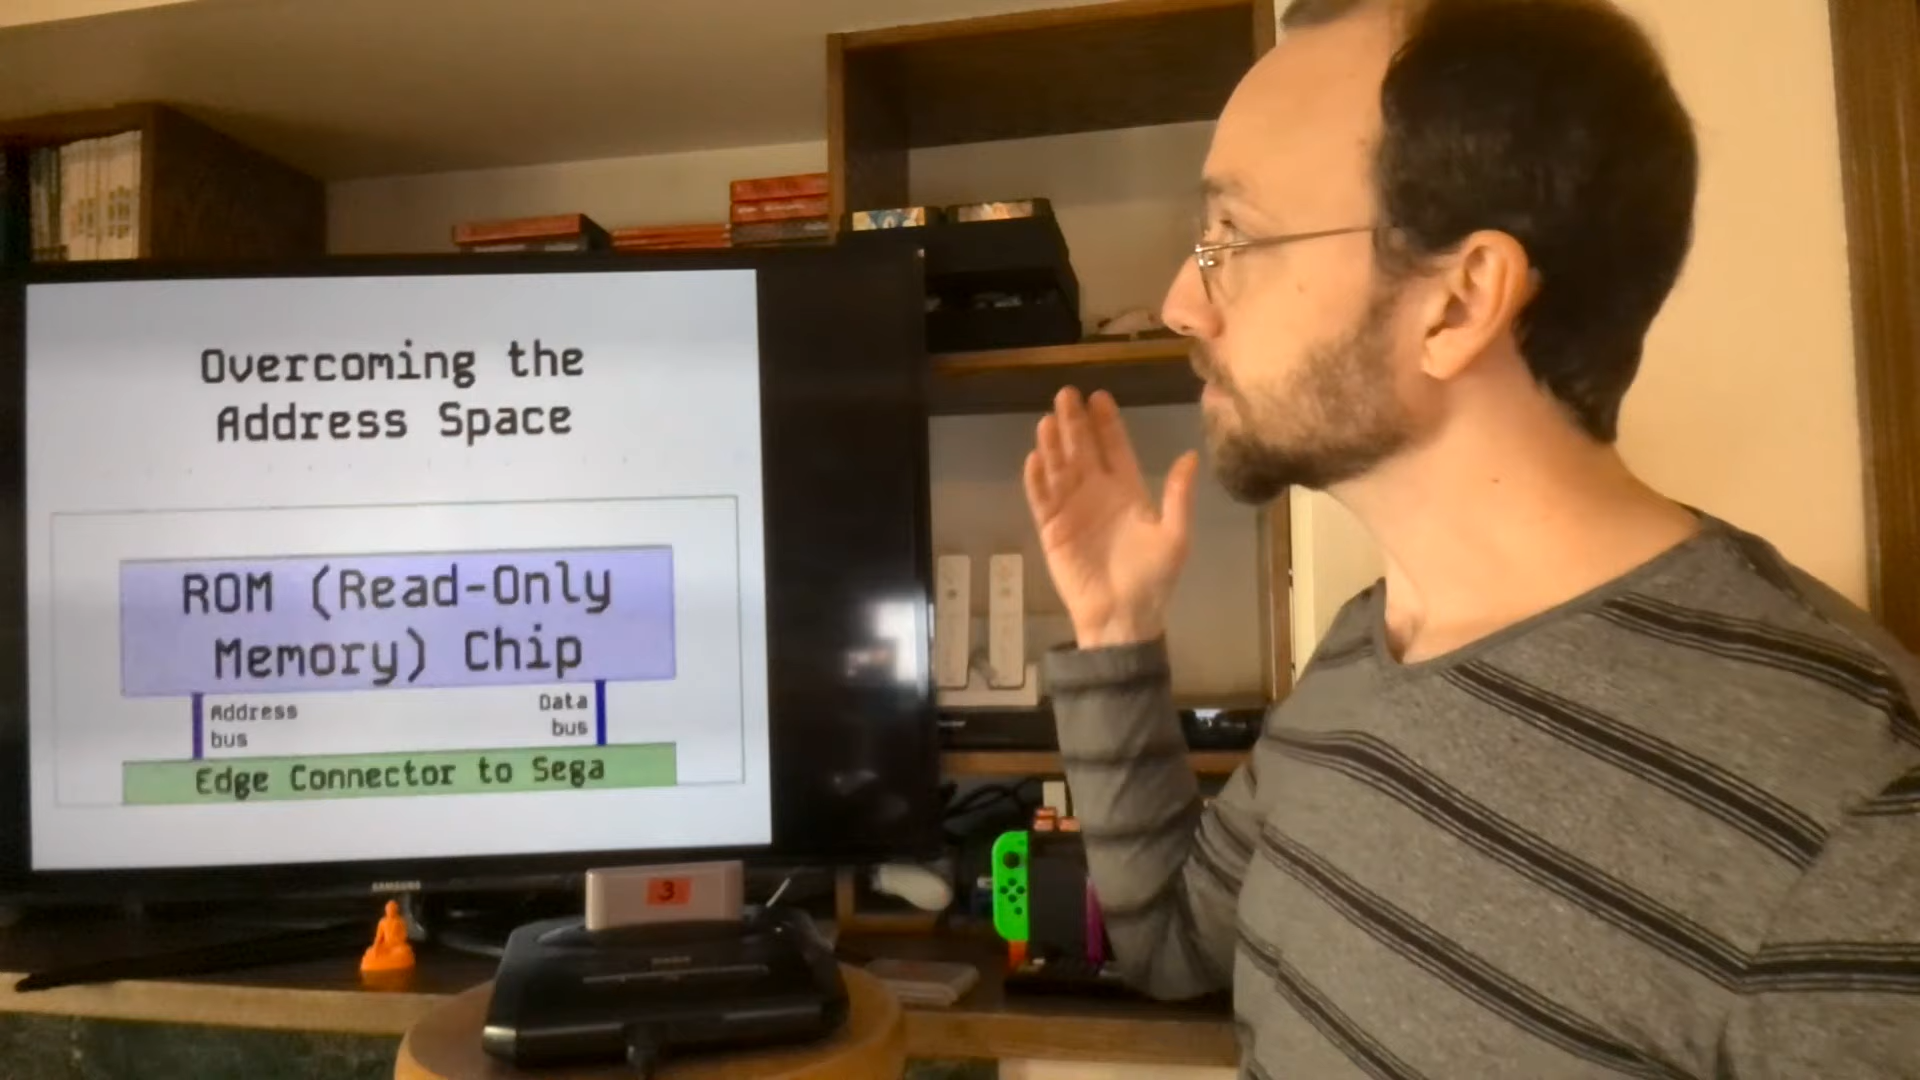 Overcoming the
Address Space
ROM (Read-Only
Memory) Chip
Address
bus
Data
bus
Edge Connector to Sega
SAMSUNG
3